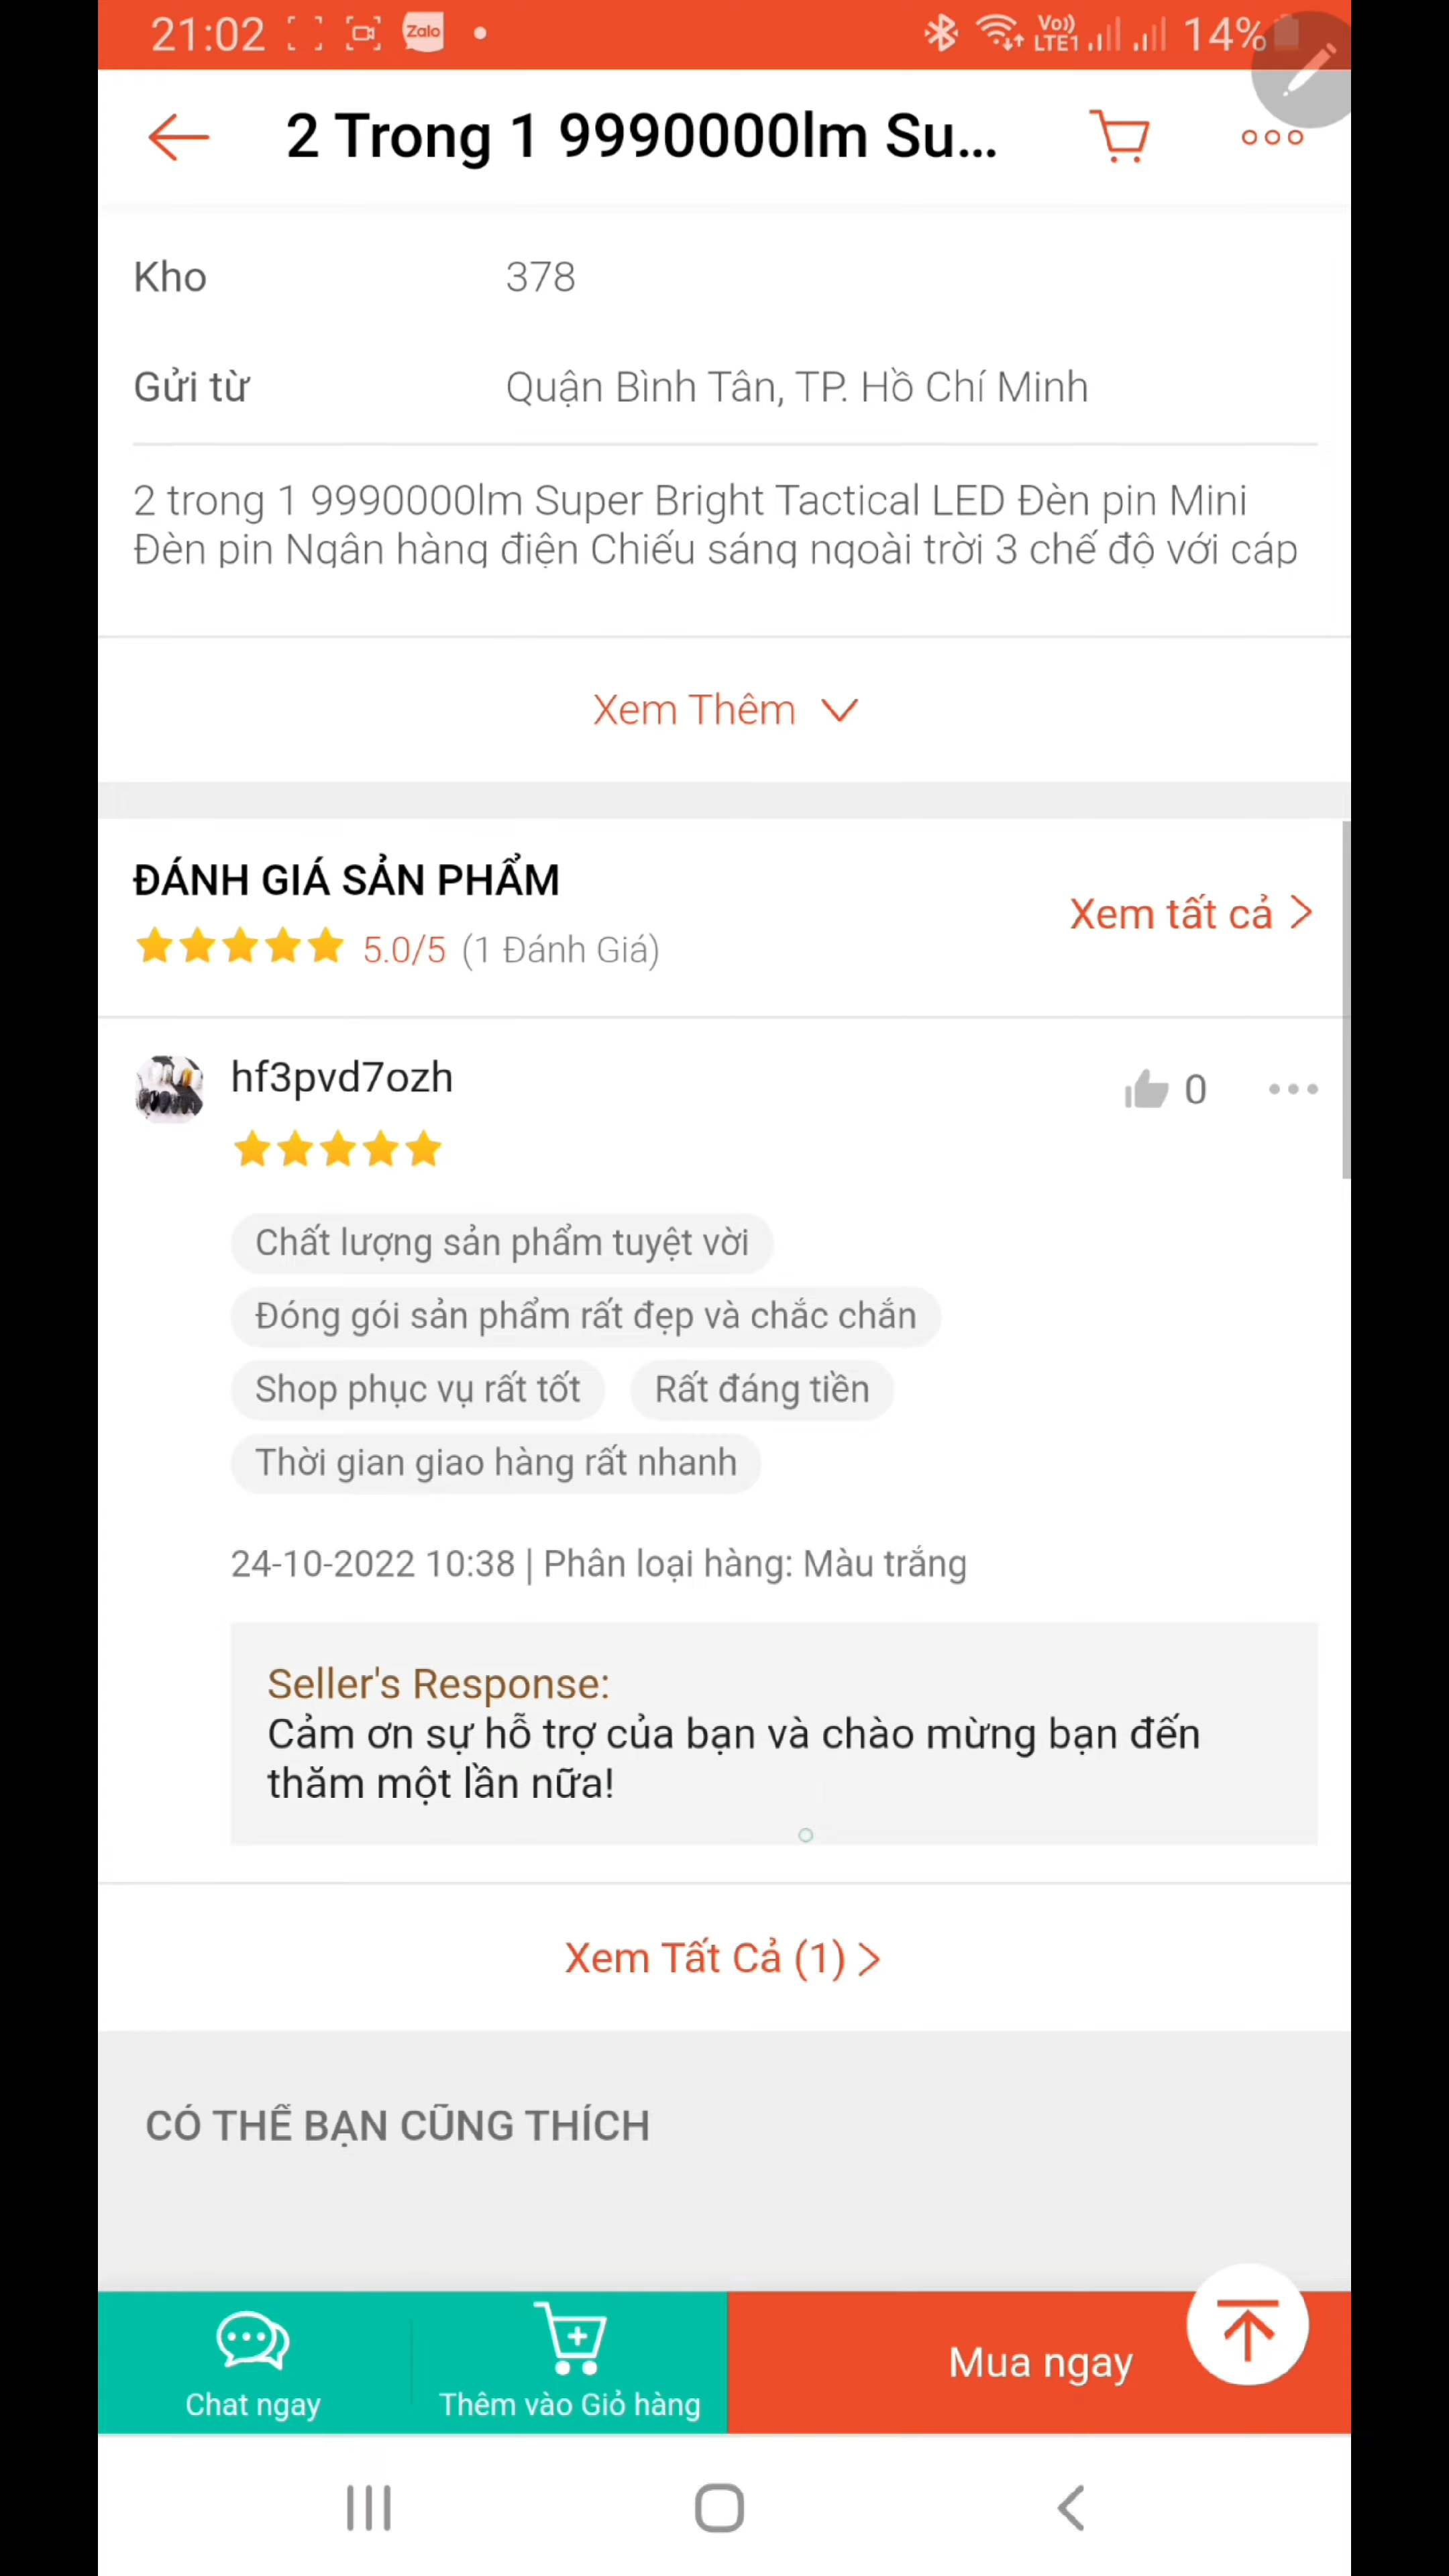 21:02
Zalo
Vo))
LTE1
14%
2 Trong 1 9990000lm Su...
Kho 378
Gửi từ Quận Bình Tân, TP. Hồ Chí Minh
2 trong 1 9990000lm Super Bright Tactical LED Đèn pin Mini
Đèn pin Ngân hàng điện Chiếu sáng ngoài trời 3 chế độ với cáp
Xem Thêm
ĐÁNH GIÁ SẢN PHẨM
Xem tất cả
5.0/5 (1 Đánh Giá)
hf3pvd7ozh
0
Chất lượng sản phẩm tuyệt vời
Đóng gói sản phẩm rất đẹp và chắc chắn
Shop phục vụ rất tốt Rất đáng tiền
Thời gian giao hàng rất nhanh
24-10-2022 10:38 | Phân loại hàng: Màu trắng
Seller's Response:
Cảm ơn sự hỗ trợ của bạn và chào mừng bạn đến
thăm một lần nữa!
Xem Tất Cả (1)
CÓ THỂ BẠN CŨNG THÍCH
Chat ngay
Thêm vào Giỏ hàng
Mua ngay